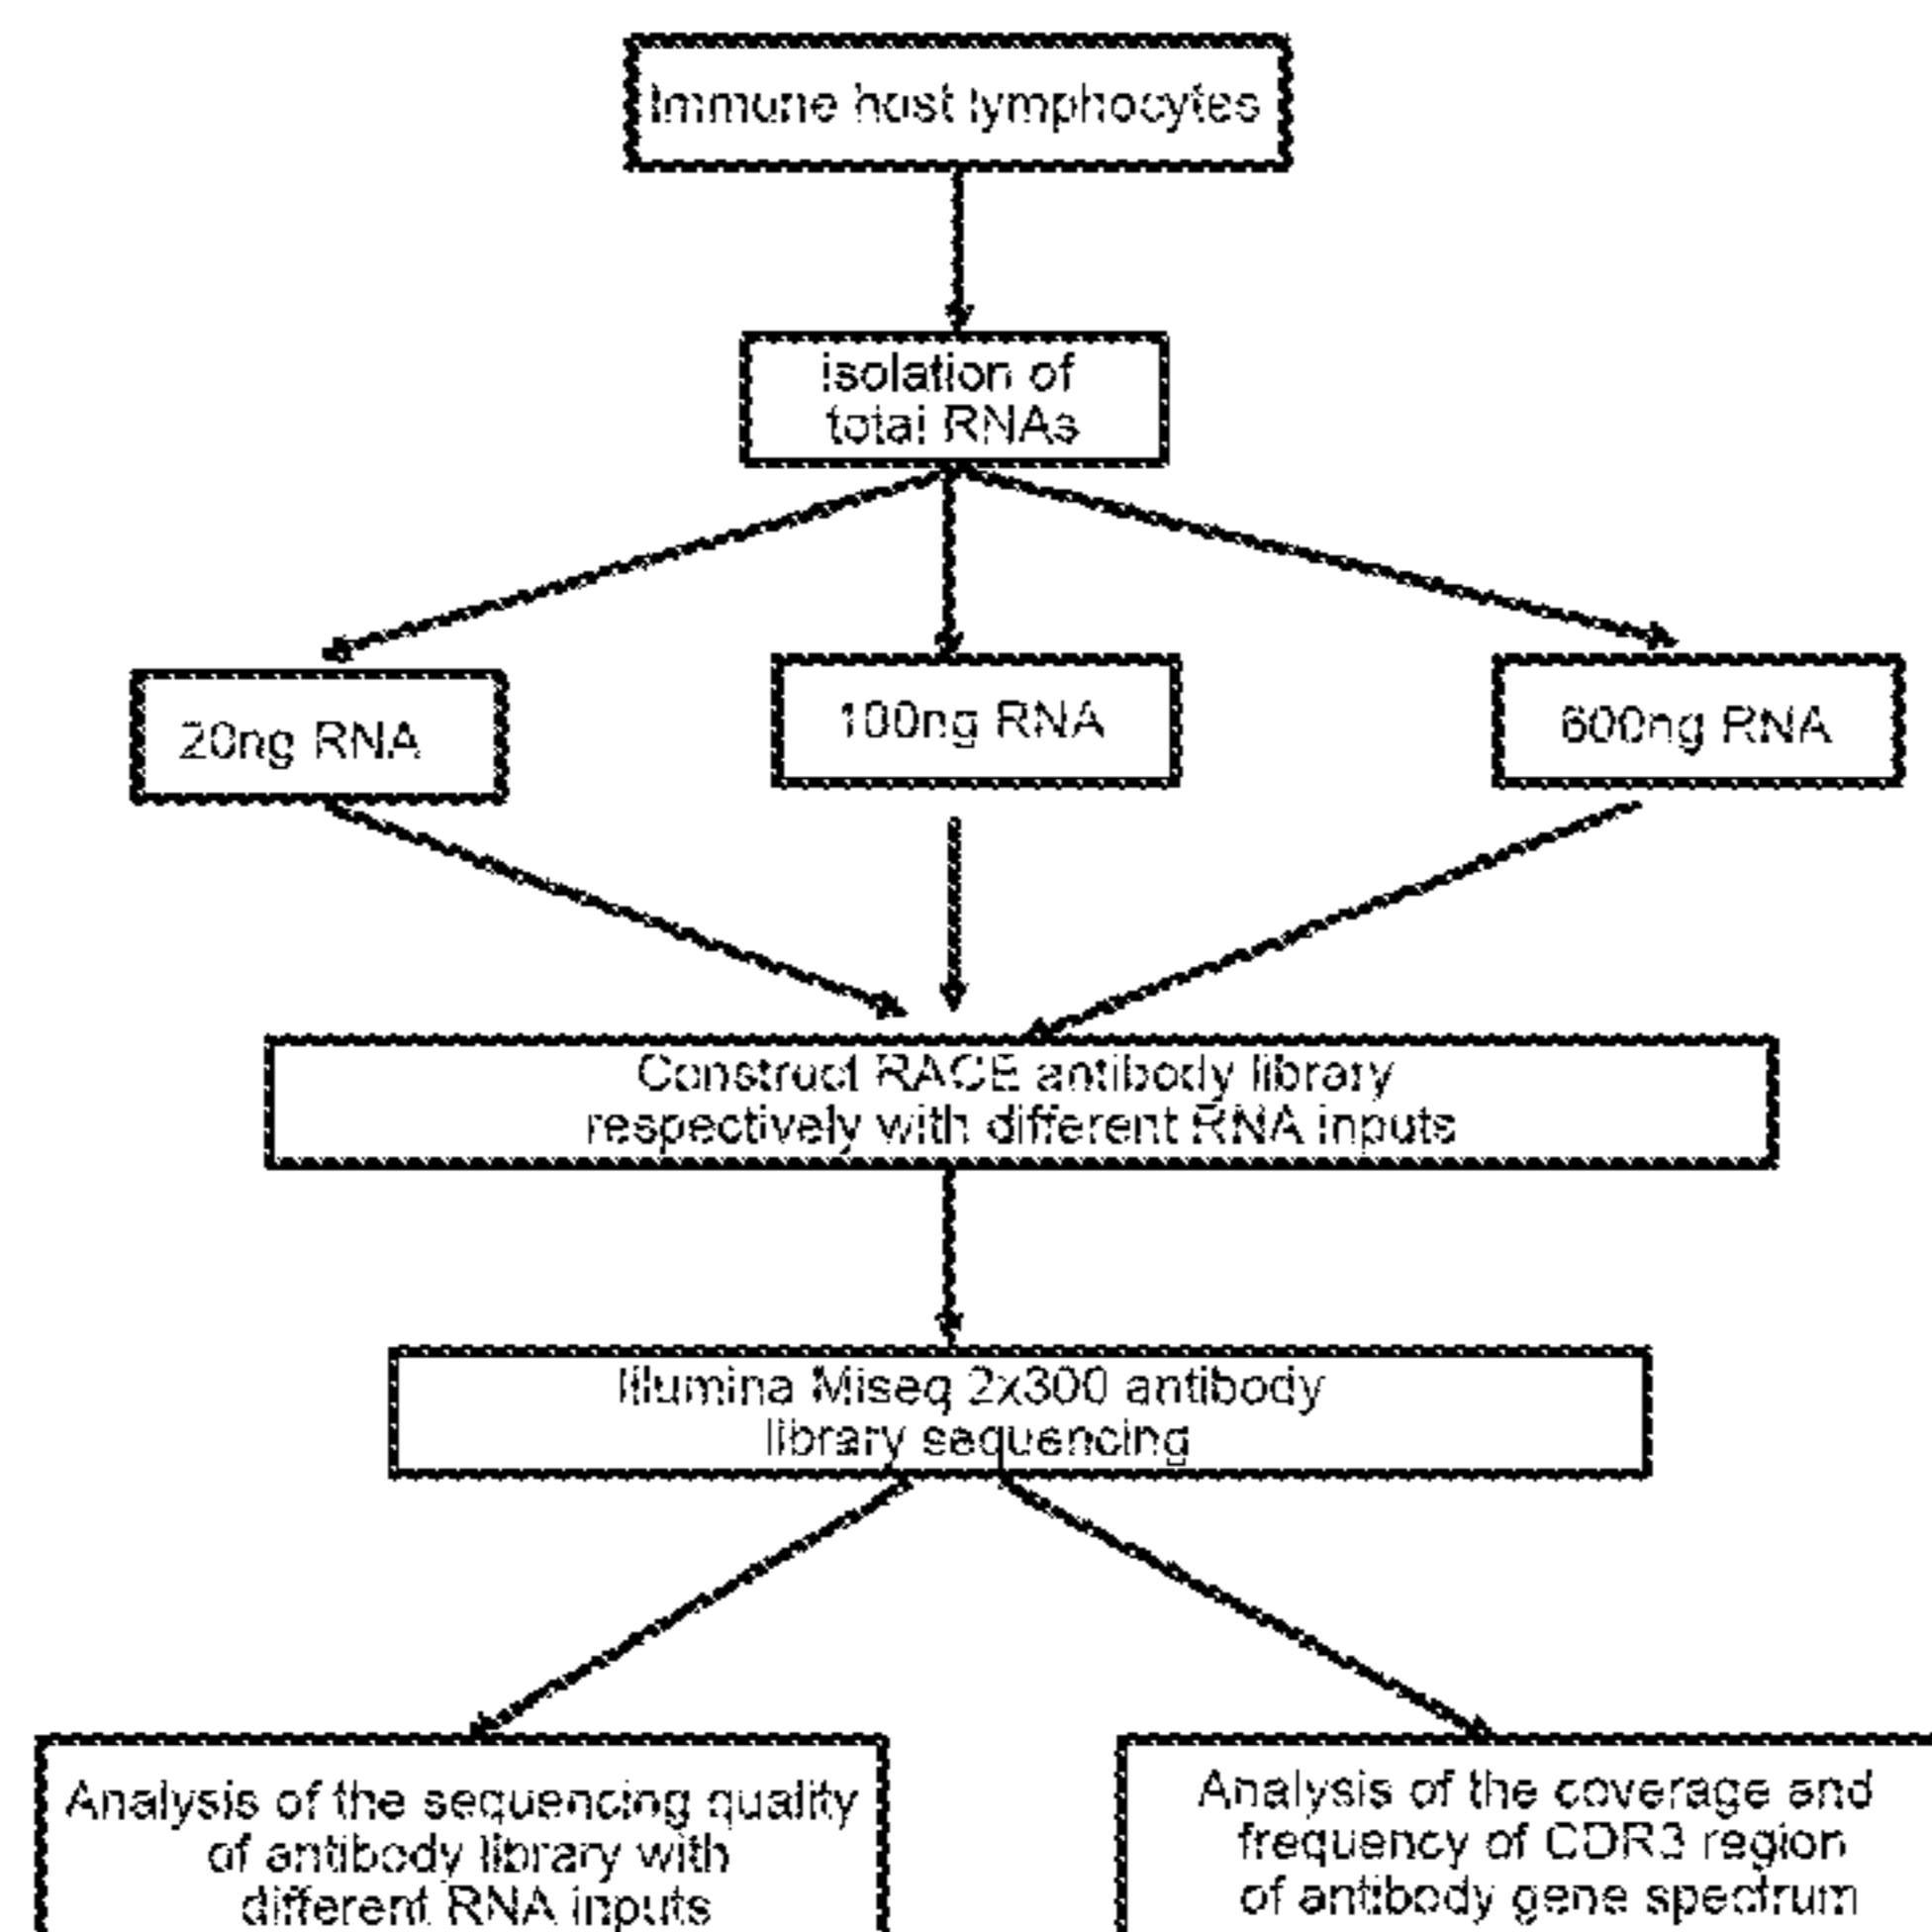 Immune host lymphocytes
isolation of
total RNAs
20ng RNA
100ng RNA
600ng RNA
Construct RACE antibody library
respectively with different RNA inputs
Illumina Miseq 2x300 antibody
library sequencing
Analysis of the sequencing quality
of antibody library with
different RNA inputs
Analysis of the coverage and
frequency of CDR3 region
of antibody gene spectrum